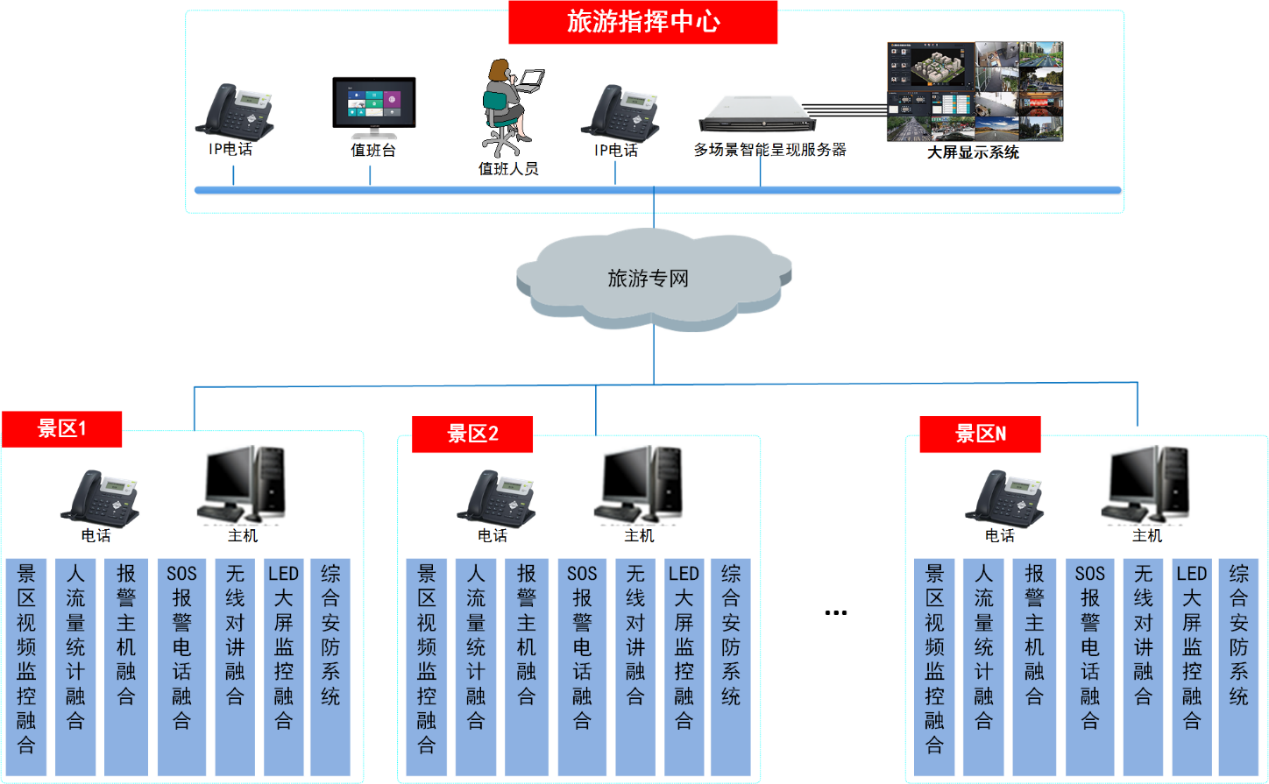 旅游指挥中心
IP电话
值班台
值班人员
IP电话
多场景智能呈现服务器
大屏显示系统
旅游专网
景区1
电话
主机
景区视频监控融合
人流量统计融合
报警主机融合
SOS报警电话融合
无线对讲融合
LED大屏监控融合
综合安防系统
景区2
电话
主机
景区视频监控融合
人流量统计融合
报警主机融合
SOS报警电话融合
无线对讲融合
LED大屏监控融合
综合安防系统
...
景区N
电话
主机
景区视频监控融合
人流量统计融合
报警主机融合
SOS报警电话融合
无线对讲融合
LED大屏监控融合
综合安防系统